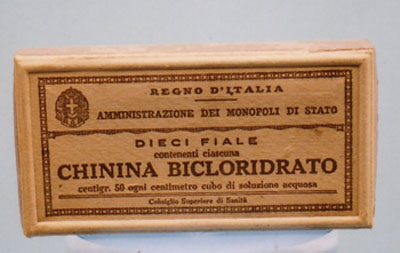 REGNO D'ITALIA
AMMINISTRAZIONE DEI MONOPOLI DI STATO
DIECI FIALE
contenenti ciascuna
CHININA BICLORIDRATO
centigr. 50 ogni centimetro cubo di soluzione acquosa
Consiglio Superiore di Sanità